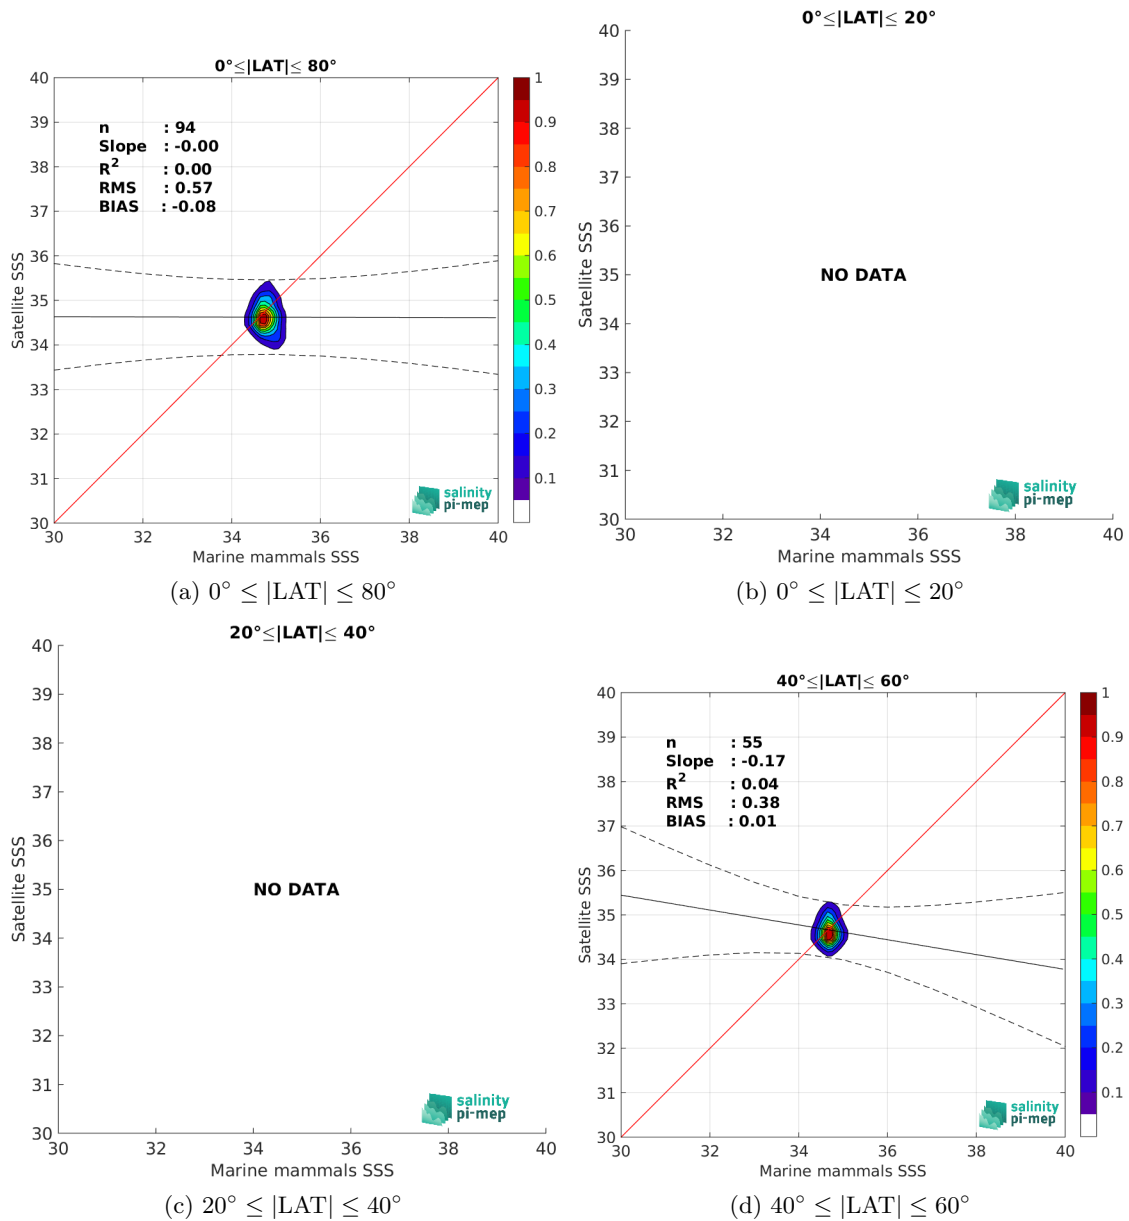 0°≤|LAT|≤ 80°
40
39
38
37
36
35
34
33
32
31
30
n : 94
Slope : -0.00
R2 : 0.00
RMS : 0.57
BIAS : -0.08
1
0.9
0.8
0.7
0.6
0.5
0.4
0.3
0.2
0.1
Satellite SSS
salinity
pi-mep
30 32 34 36 38 40
Marine mammals SSS
(a) 0° ≤ |LAT| ≤ 80°
0°≤|LAT|≤ 20°
40
39
38
37
36
35
34
33
32
31
30
Satellite SSS
NO DATA
salinity
pi-mep
30 32 34 36 38 40
Marine mammals SSS
(b) 0° ≤ |LAT| ≤ 20°
20°≤|LAT|≤ 40°
40
39
38
37
36
35
34
33
32
31
30
Satellite SSS
NO DATA
salinity
pi-mep
30 32 34 36 38 40
Marine mammals SSS
(c) 20° ≤ |LAT| ≤ 40°
40°≤|LAT|≤ 60°
40
39
38
37
36
35
34
33
32
31
30
n : 55
Slope : -0.17
R2 : 0.04
RMS : 0.38
BIAS : 0.01
1
0.9
0.8
0.7
0.6
0.5
0.4
0.3
0.2
0.1
Satellite SSS
salinity
pi-mep
30 32 34 36 38 40
Marine mammals SSS
(d) 40° ≤ |LAT| ≤ 60°